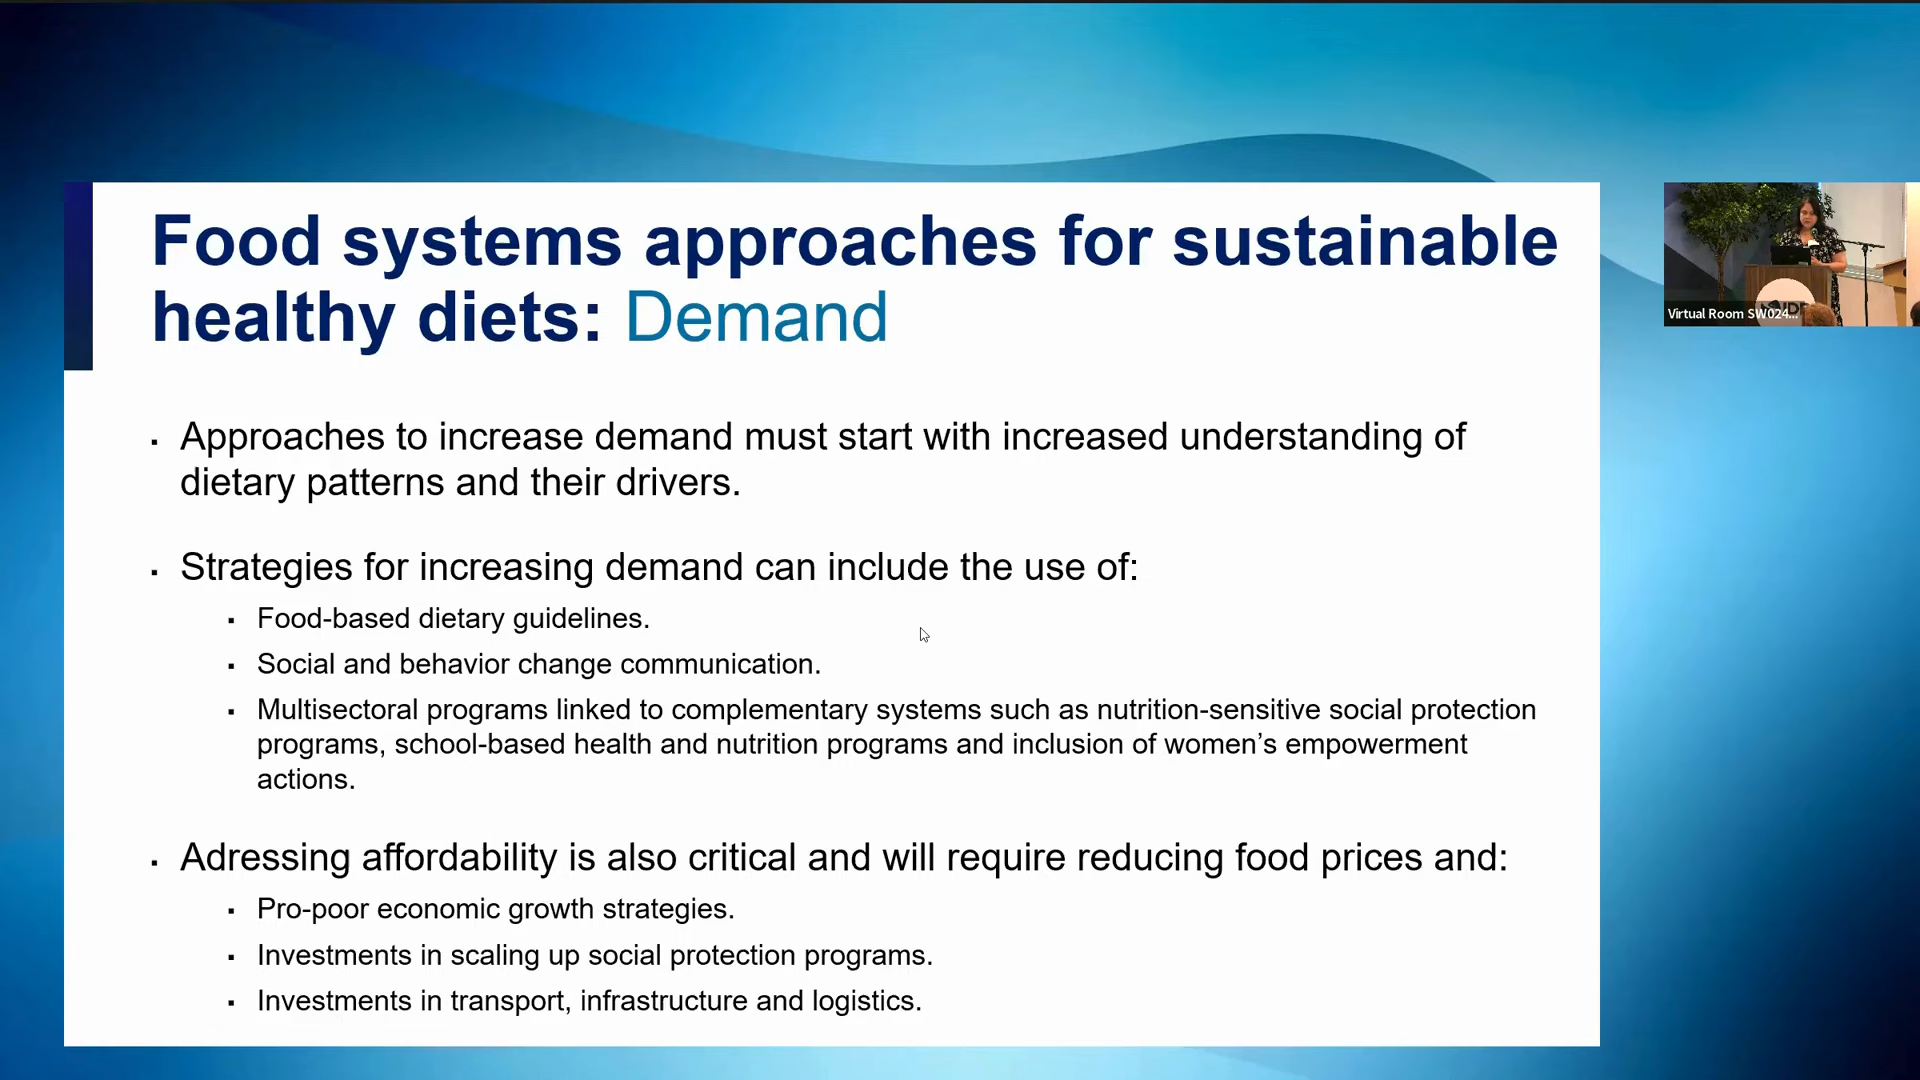 Food systems approaches for sustainable
healthy diets: Demand
▪ Approaches to increase demand must start with increased understanding of
dietary patterns and their drivers.
▪ Strategies for increasing demand can include the use of:
▪ Food-based dietary guidelines.
▪ Social and behavior change communication.
▪ Multisectoral programs linked to complementary systems such as nutrition-sensitive social protection
programs, school-based health and nutrition programs and inclusion of women’s empowerment
actions.
▪ Adressing affordability is also critical and will require reducing food prices and:
▪ Pro-poor economic growth strategies.
▪ Investments in scaling up social protection programs.
▪ Investments in transport, infrastructure and logistics.
Virtual Room SW024...